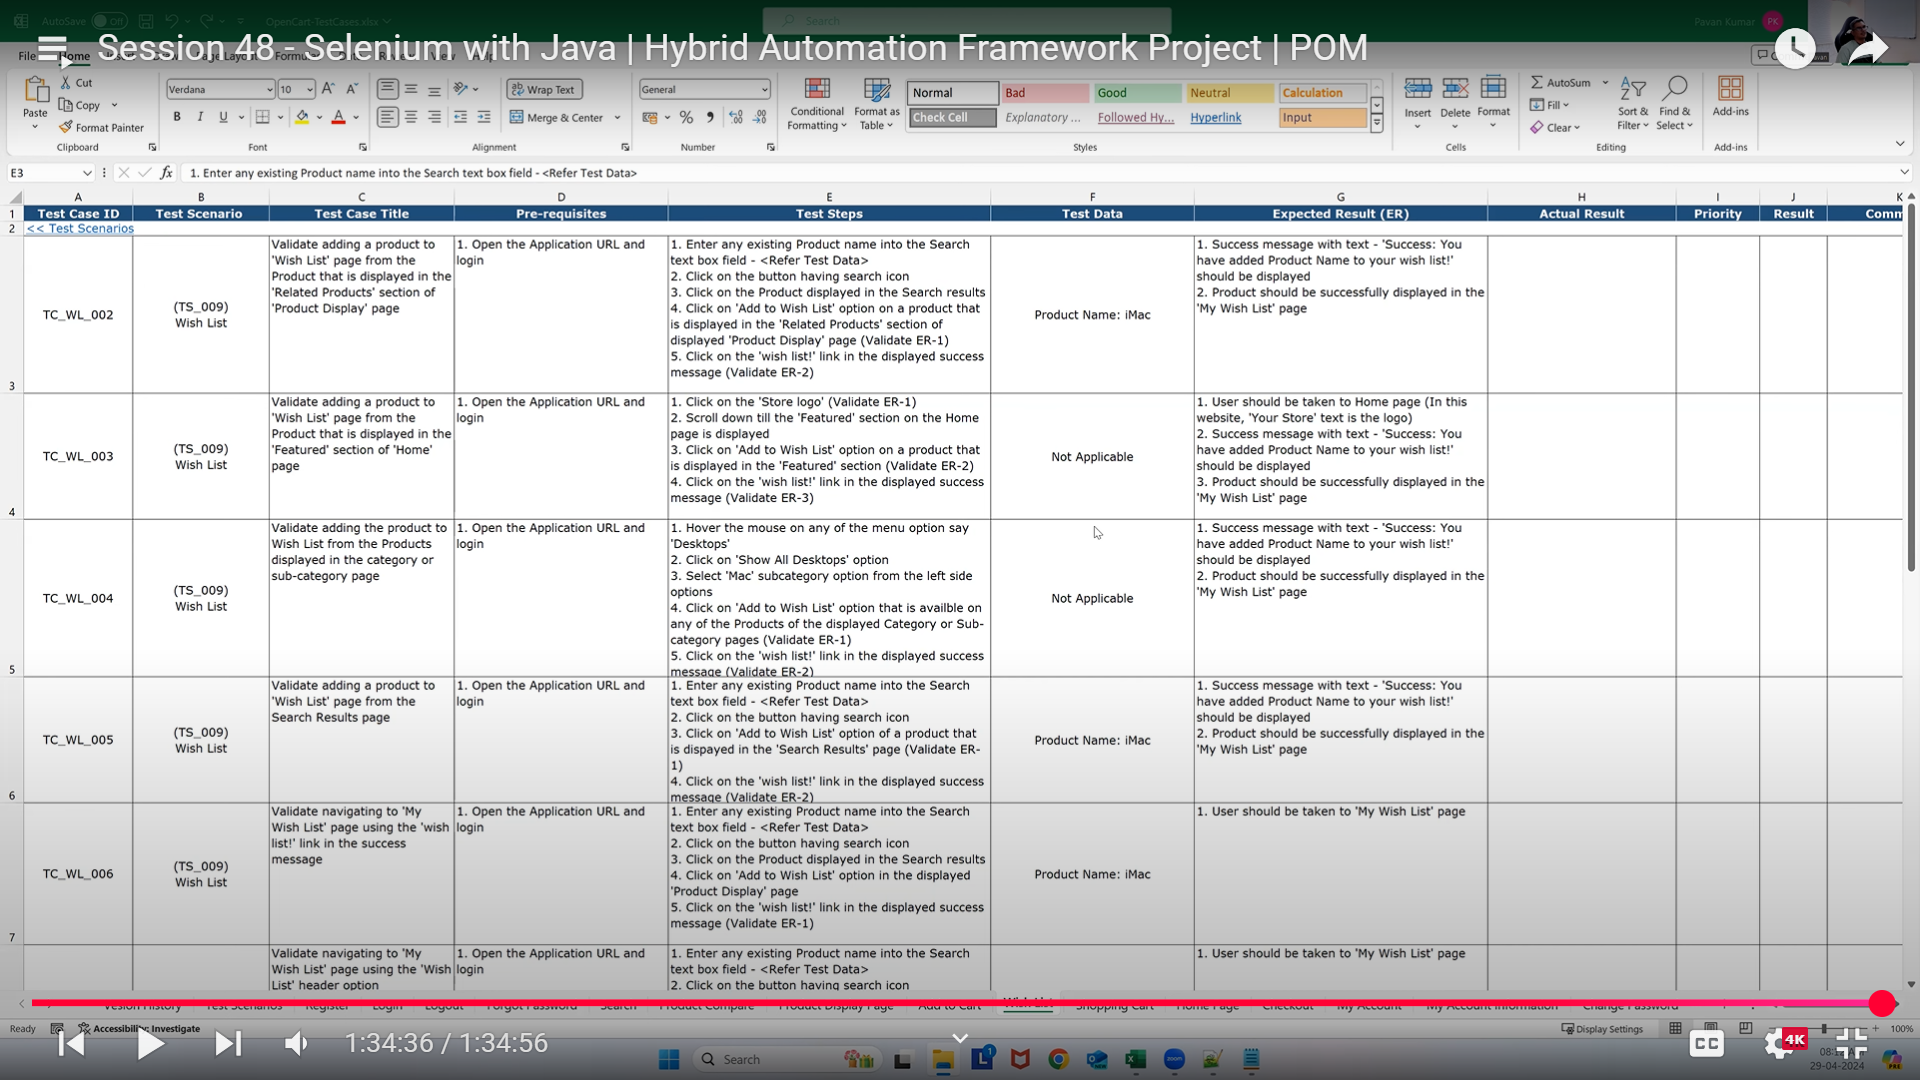 AutoSave Off OpenCart-TestCases.xlsx Search Pavan Kumar PK
Session 48 - Selenium with Java | Hybrid Automation Framework Project | POM
File Home
Paste
Cut
Copy
Format Painter
Clipboard
Verdana 10
B I U
Font
Wrap Text
Merge & Center
Alignment
General
Number
Conditional Formatting
Format as Table
Normal Bad Good Neutral Calculation
Check Cell Explanatory ... Followed Hy... Hyperlink Input
Styles
Insert Delete Format
Cells
AutoSum
Fill
Clear
Sort & Filter
Find & Select
Editing
Add-ins
Add-ins
E3 fx 1. Enter any existing Product name into the Search text box field - <Refer Test Data>
A B C D E F G H I J K
1 Test Case ID Test Scenario Test Case Title Pre-requisites Test Steps Test Data Expected Result (ER) Actual Result Priority Result Comm
2 << Test Scenarios
3
TC_WL_002
(TS_009)
Wish List
Validate adding a product to
'Wish List' page from the
Product that is displayed in the
'Related Products' section of
'Product Display' page
1. Open the Application URL and
login
1. Enter any existing Product name into the Search
text box field - <Refer Test Data>
2. Click on the button having search icon
3. Click on the Product displayed in the Search results
4. Click on 'Add to Wish List' option on a product that
is displayed in the 'Related Products' section of
displayed 'Product Display' page (Validate ER-1)
5. Click on the 'wish list!' link in the displayed success
message (Validate ER-2)
Product Name: iMac
1. Success message with text - 'Success: You
have added Product Name to your wish list!'
should be displayed
2. Product should be successfully displayed in the
'My Wish List' page
4
TC_WL_003
(TS_009)
Wish List
Validate adding a product to
'Wish List' page from the
Product that is displayed in the
'Featured' section of 'Home'
page
1. Open the Application URL and
login
1. Click on the 'Store logo' (Validate ER-1)
2. Scroll down till the 'Featured' section on the Home
page is displayed
3. Click on 'Add to Wish List' option on a product that
is displayed in the 'Featured' section (Validate ER-2)
4. Click on the 'wish list!' link in the displayed success
message (Validate ER-3)
Not Applicable
1. User should be taken to Home page (In this
website, 'Your Store' text is the logo)
2. Success message with text - 'Success: You
have added Product Name to your wish list!'
should be displayed
3. Product should be successfully displayed in the
'My Wish List' page
5
TC_WL_004
(TS_009)
Wish List
Validate adding the product to
Wish List from the Products
displayed in the category or
sub-category page
1. Open the Application URL and
login
1. Hover the mouse on any of the menu option say
'Desktops'
2. Click on 'Show All Desktops' option
3. Select 'Mac' subcategory option from the left side
options
4. Click on 'Add to Wish List' option that is availble on
any of the Products of the displayed Category or Sub-
category pages (Validate ER-1)
5. Click on the 'wish list!' link in the displayed success
message (Validate ER-2)
Not Applicable
1. Success message with text - 'Success: You
have added Product Name to your wish list!'
should be displayed
2. Product should be successfully displayed in the
'My Wish List' page
6
TC_WL_005
(TS_009)
Wish List
Validate adding a product to
'Wish List' page from the
Search Results page
1. Open the Application URL and
login
1. Enter any existing Product name into the Search
text box field - <Refer Test Data>
2. Click on the button having search icon
3. Click on 'Add to Wish List' option of a product that
is dispayed in the 'Search Results' page (Validate ER-
1)
4. Click on the 'wish list!' link in the displayed success
message (Validate ER-2)
Product Name: iMac
1. Success message with text - 'Success: You
have added Product Name to your wish list!'
should be displayed
2. Product should be successfully displayed in the
'My Wish List' page
7
TC_WL_006
(TS_009)
Wish List
Validate navigating to 'My
Wish List' page using the 'wish
list!' link in the success
message
1. Open the Application URL and
login
1. Enter any existing Product name into the Search
text box field - <Refer Test Data>
2. Click on the button having search icon
3. Click on the Product displayed in the Search results
4. Click on 'Add to Wish List' option in the displayed
'Product Display' page
5. Click on the 'wish list!' link in the displayed success
message (Validate ER-1)
Product Name: iMac
1. User should be taken to 'My Wish List' page
Validate navigating to 'My
Wish List' page using the 'Wish
List' header option
1. Open the Application URL and
login
1. Enter any existing Product name into the Search
text box field - <Refer Test Data>
2. Click on the button having search icon
1. User should be taken to 'My Wish List' page
Version History Test Scenarios Register Login Logout Forgot Password Search Product Compare Product Display Page Add to Cart Wish List Shopping Cart Home Page Checkout My Account My Account Information Change Password
Ready Accessibility: Investigate Display Settings 100%
1:34:36 / 1:34:56 CC 4K
Search
29-04-2024